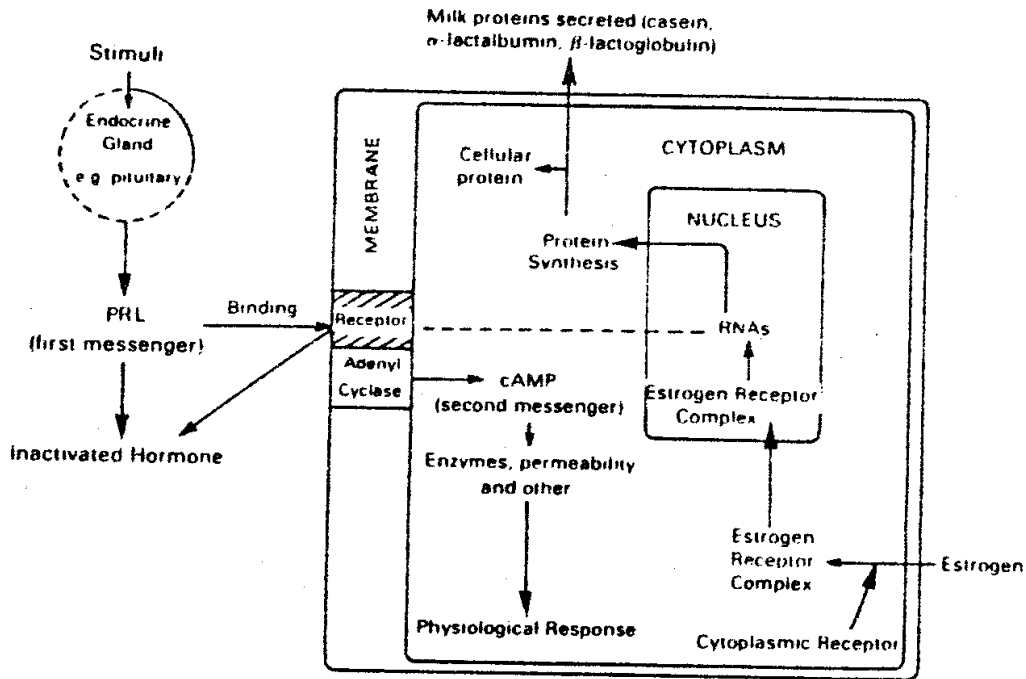 Milk proteins secreted (casein,
α-lactalbumin, β-lactoglobulin)
Stimuli
Endocrine
Gland
e.g. pituitary
PRL
(first messenger)
Inactivated Hormone
Binding
MEMBRANE
Receptor
Adenyl
Cyclase
CYTOPLASM
Cellular
protein
NUCLEUS
Protein
Synthesis
RNAs
Estrogen Receptor
Complex
cAMP
(second messenger)
Enzymes, permeability
and other
Physiological Response
Estrogen
Receptor
Complex
Estrogen
Cytoplasmic Receptor